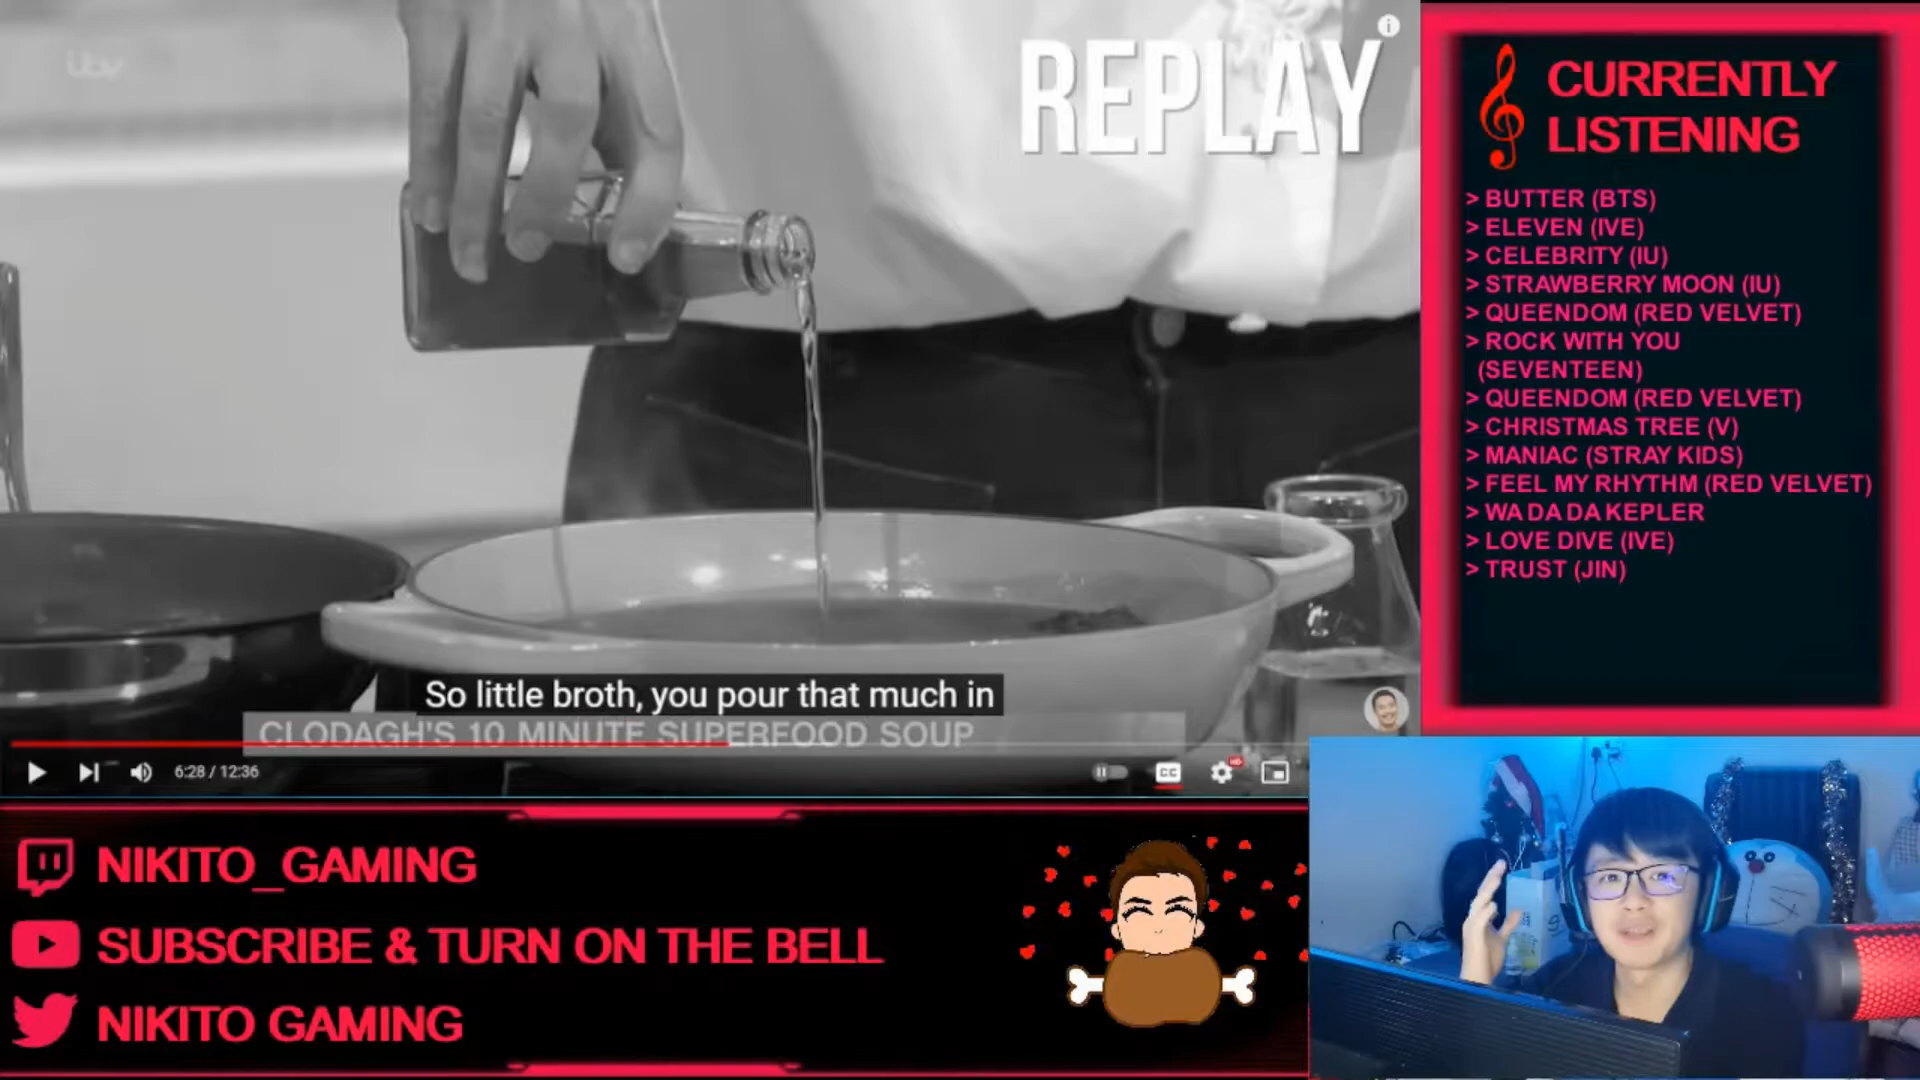 itv
REPLAY
So little broth, you pour that much in
CLODAGH'S 10 MINUTE SUPERFOOD SOUP
6:28 / 12:36
CC
HD
CURRENTLY
LISTENING
> BUTTER (BTS)
> ELEVEN (IVE)
> CELEBRITY (IU)
> STRAWBERRY MOON (IU)
> QUEENDOM (RED VELVET)
> ROCK WITH YOU
(SEVENTEEN)
> QUEENDOM (RED VELVET)
> CHRISTMAS TREE (V)
> MANIAC (STRAY KIDS)
> FEEL MY RHYTHM (RED VELVET)
> WA DA DA KEPLER
> LOVE DIVE (IVE)
> TRUST (JIN)
NIKITO_GAMING
SUBSCRIBE & TURN ON THE BELL
NIKITO GAMING